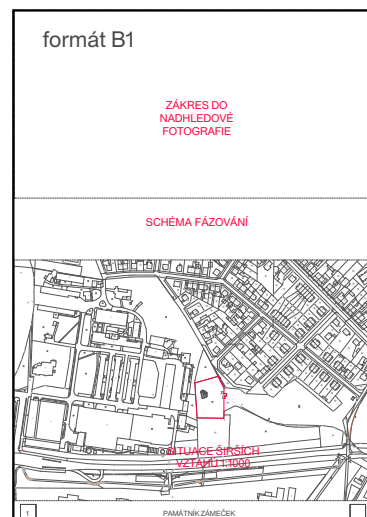 formát B1
ZÁKRES DO
NADHLEDOVÉ
FOTOGRAFIE
SCHÉMA FÁZOVÁNÍ
SITUACE ŠIRŠÍCH
VZTAHŮ 1:1000
1
PAMÁTNÍK ZÁMEČEK